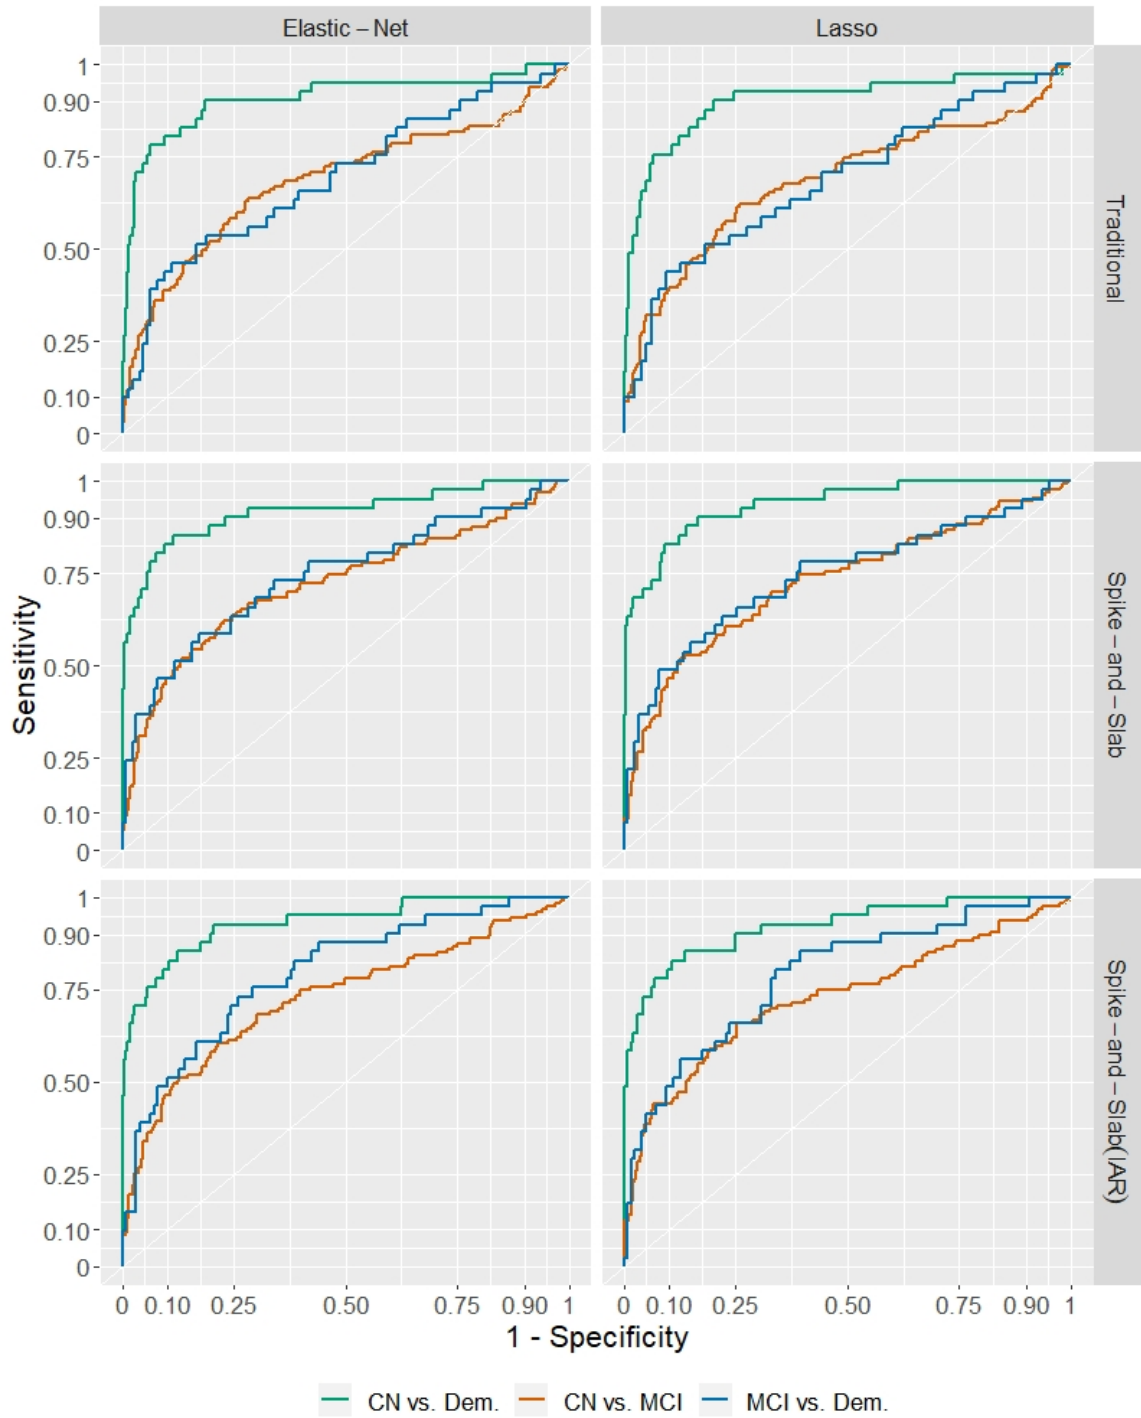 Elastic – Net
Lasso
1
0.90
0.75
0.50
0.25
0.10
0
Traditional
1
0.90
0.75
0.50
0.25
0.10
0
Spike – and – Slab
Sensitivity
1
0.90
0.75
0.50
0.25
0.10
0
Spike – and – Slab(IAR)
0 0.10 0.25 0.50 0.75 0.90 1
0 0.10 0.25 0.50 0.75 0.90 1
1 - Specificity
CN vs. Dem. CN vs. MCI MCI vs. Dem.